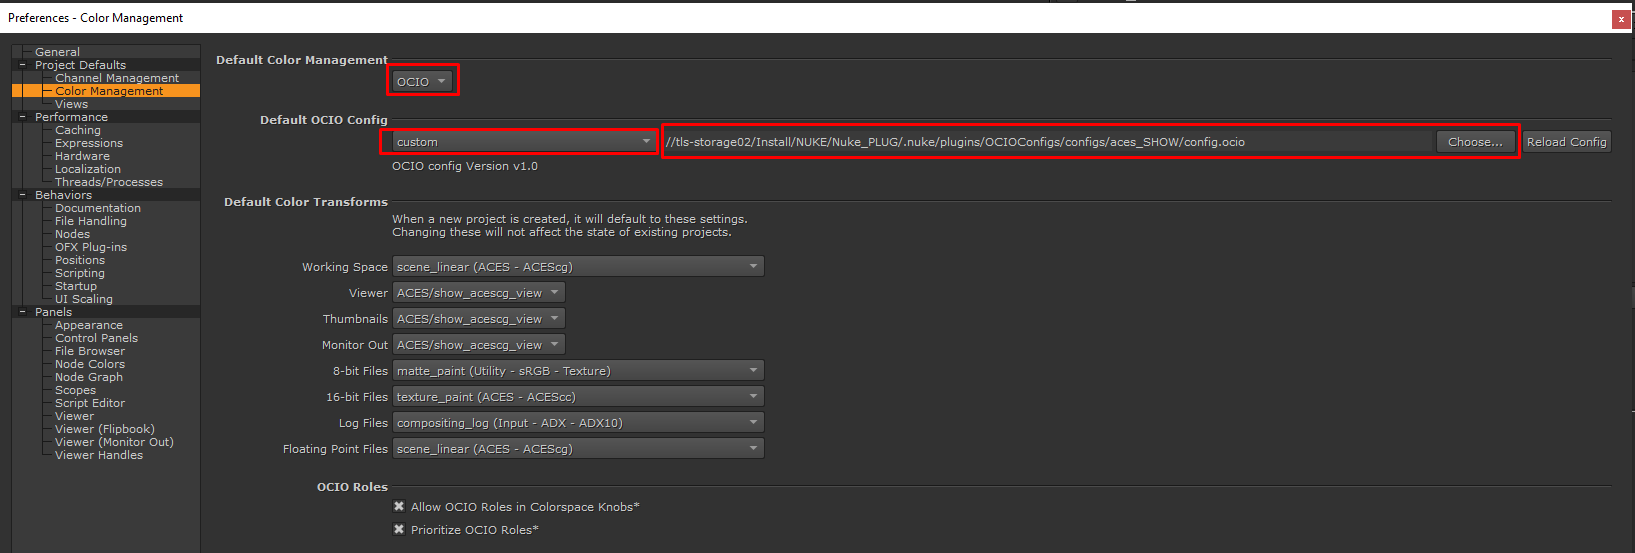 Preferences - Color Management
x
General
Project Defaults
Channel Management
Color Management
Views
Performance
Caching
Expressions
Hardware
Localization
Threads/Processes
Behaviors
Documentation
File Handling
Nodes
OFX Plug-ins
Positions
Scripting
Startup
UI Scaling
Panels
Appearance
Control Panels
File Browser
Node Colors
Node Graph
Scopes
Script Editor
Viewer
Viewer (Flipbook)
Viewer (Monitor Out)
Viewer Handles
Default Color Management
OCIO
Default OCIO Config
custom //tls-storage02/Install/NUKE/Nuke_PLUG/.nuke/plugins/OCIOConfigs/configs/aces_SHOW/config.ocio Choose... Reload Config
OCIO config Version v1.0
Default Color Transforms
When a new project is created, it will default to these settings.
Changing these will not affect the state of existing projects.
Working Space scene_linear (ACES - ACEScg)
Viewer ACES/show_acescg_view
Thumbnails ACES/show_acescg_view
Monitor Out ACES/show_acescg_view
8-bit Files matte_paint (Utility - sRGB - Texture)
16-bit Files texture_paint (ACES - ACEScc)
Log Files compositing_log (Input - ADX - ADX10)
Floating Point Files scene_linear (ACES - ACEScg)
OCIO Roles
Allow OCIO Roles in Colorspace Knobs*
Prioritize OCIO Roles*